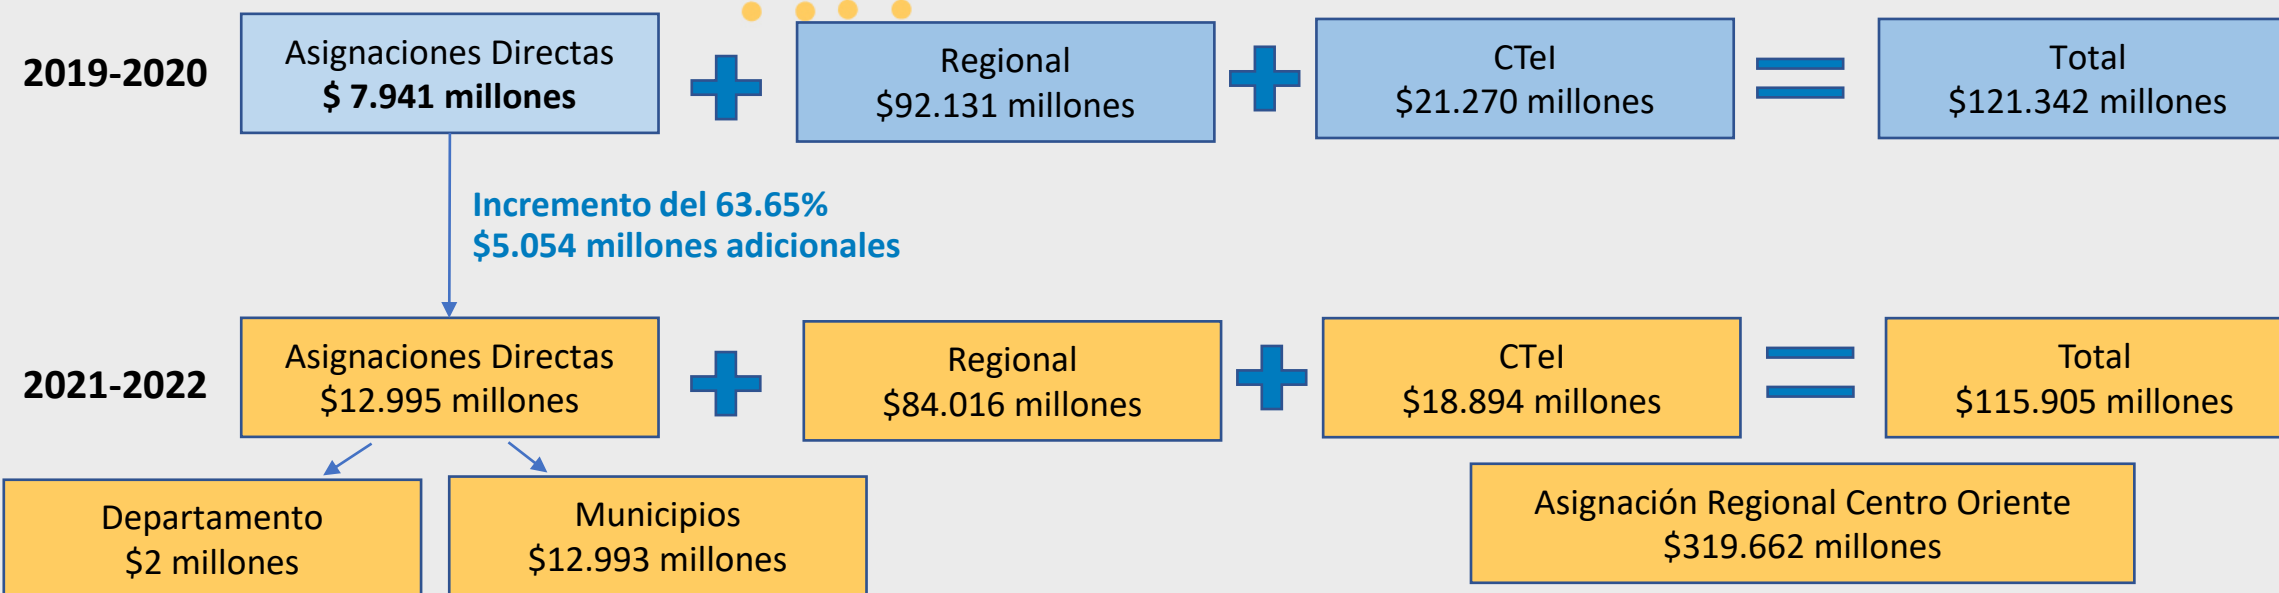 2019-2020
Asignaciones Directas
$ 7.941 millones
Regional
$92.131 millones
CTeI
$21.270 millones
Total
$121.342 millones
Incremento del 63.65%
$5.054 millones adicionales
2021-2022
Asignaciones Directas
$12.995 millones
Regional
$84.016 millones
CTeI
$18.894 millones
Total
$115.905 millones
Departamento
$2 millones
Municipios
$12.993 millones
Asignación Regional Centro Oriente
$319.662 millones